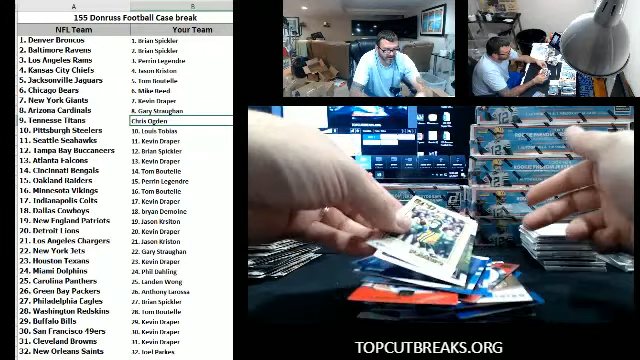 155 Donruss Football Case break
NFL Team Your Team
1. Denver Broncos 1. Brian Spickler
2. Baltimore Ravens 2. Brian Spickler
3. Los Angeles Rams 3. Perrin Legendre
4. Kansas City Chiefs 4. Jason Kriston
5. Jacksonville Jaguars 5. Tom Boutelle
6. Chicago Bears 6. Mike Reed
7. New York Giants 7. Kevin Draper
8. Arizona Cardinals 8. Gary Straughan
9. Tennesse Titans Chris Ogden
10. Pittsburgh Steelers 10. Louis Tobias
11. Seattle Seahawks 11. Kevin Draper
12. Tampa Bay Buccaneers 12. Brian Spickler
13. Atlanta Falcons 13. Kevin Draper
14. Cincinnati Bengals 14. Tom Boutelle
15. Oakland Raiders 15. Perrin Legendre
16. Minnesota Vikings 16. Tom Boutelle
17. Indianapolis Colts 17. Kevin Draper
18. Dallas Cowboys 18. bryan Demoine
19. New England Patriots 19. Jason Kriston
20. Detroit Lions 20. Kevin Draper
21. Los Angeles Chargers 21. Jason Kriston
22. New York Jets 22. Gary Straughan
23. Houston Texans 23. Kevin Draper
24. Miami Dolphins 24. Phil Dahling
25. Carolina Panthers 25. Landen Wong
26. Green Bay Packers 26. Anthony Larossa
27. Philadelphia Eagles 27. Brian Spickler
28. Washington Redskins 28. Tom Boutelle
29. Buffalo Bills 29. Kevin Draper
30. San Francisco 49ers 30. Kevin Draper
31. Cleveland Browns 31. Kevin Draper
32. New Orleans Saints 32. Joel Parkes
TOPCUTBREAKS.ORG